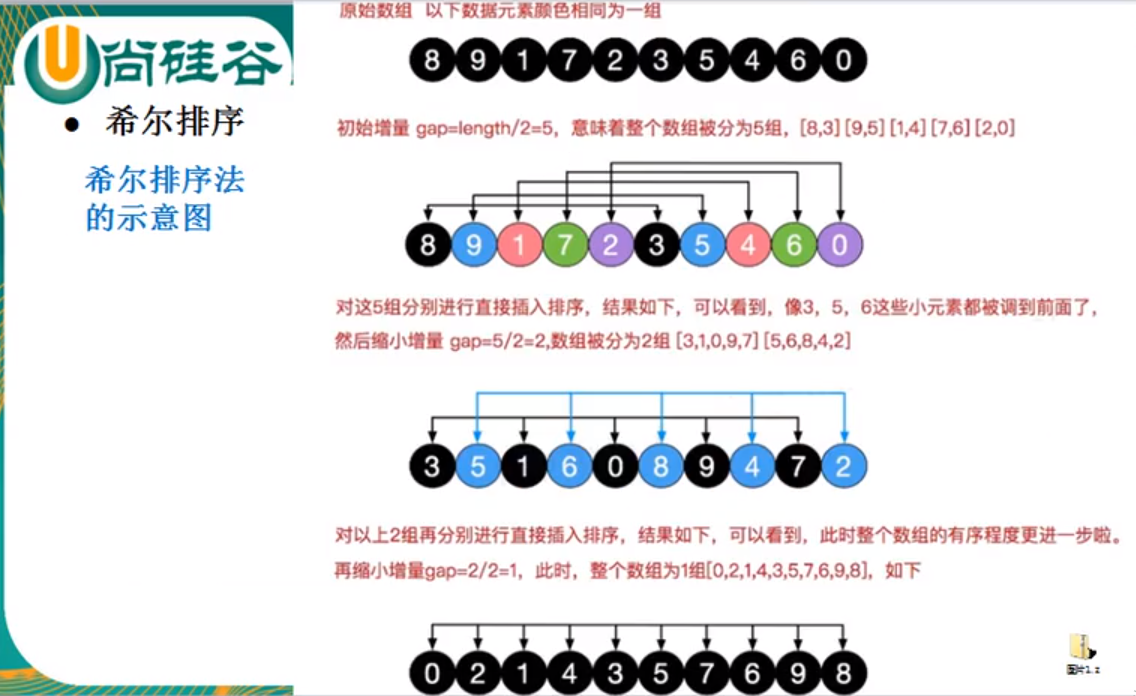 U 尚硅谷
● 希尔排序
希尔排序法
的示意图
原始数组 以下数据元素颜色相同为一组
8 9 1 7 2 3 5 4 6 0
初始增量 gap=length/2=5，意味着整个数组被分为5组，[8,3] [9,5] [1,4] [7,6] [2,0]
8 9 1 7 2 3 5 4 6 0
对这5组分别进行直接插入排序，结果如下，可以看到，像3，5，6这些小元素都被调到前面了，
然后缩小增量 gap=5/2=2,数组被分为2组 [3,1,0,9,7] [5,6,8,4,2]
3 5 1 6 0 8 9 4 7 2
对以上2组再分别进行直接插入排序，结果如下，可以看到，此时整个数组的有序程度更进一步啦。
再缩小增量gap=2/2=1，此时，整个数组为1组[0,2,1,4,3,5,7,6,9,8]，如下
0 2 1 4 3 5 7 6 9 8
图片1.z